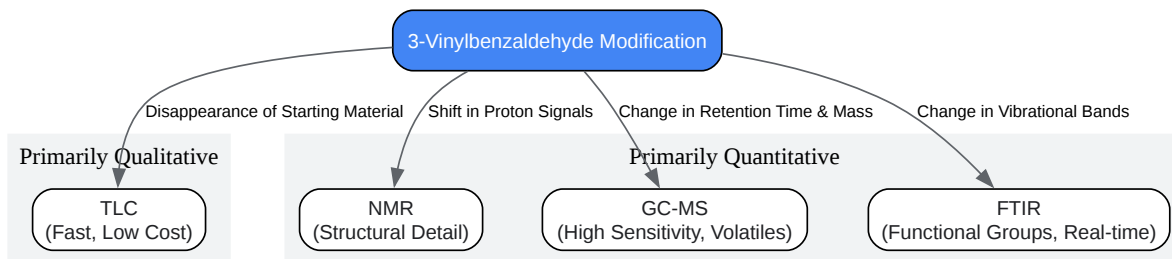 3-Vinylbenzaldehyde Modification
Disappearance of Starting Material
Shift in Proton Signals
Change in Retention Time & Mass
Change in Vibrational Bands
Primarily Qualitative
Primarily Quantitative
TLC
(Fast, Low Cost)
NMR
(Structural Detail)
GC-MS
(High Sensitivity, Volatiles)
FTIR
(Functional Groups, Real-time)